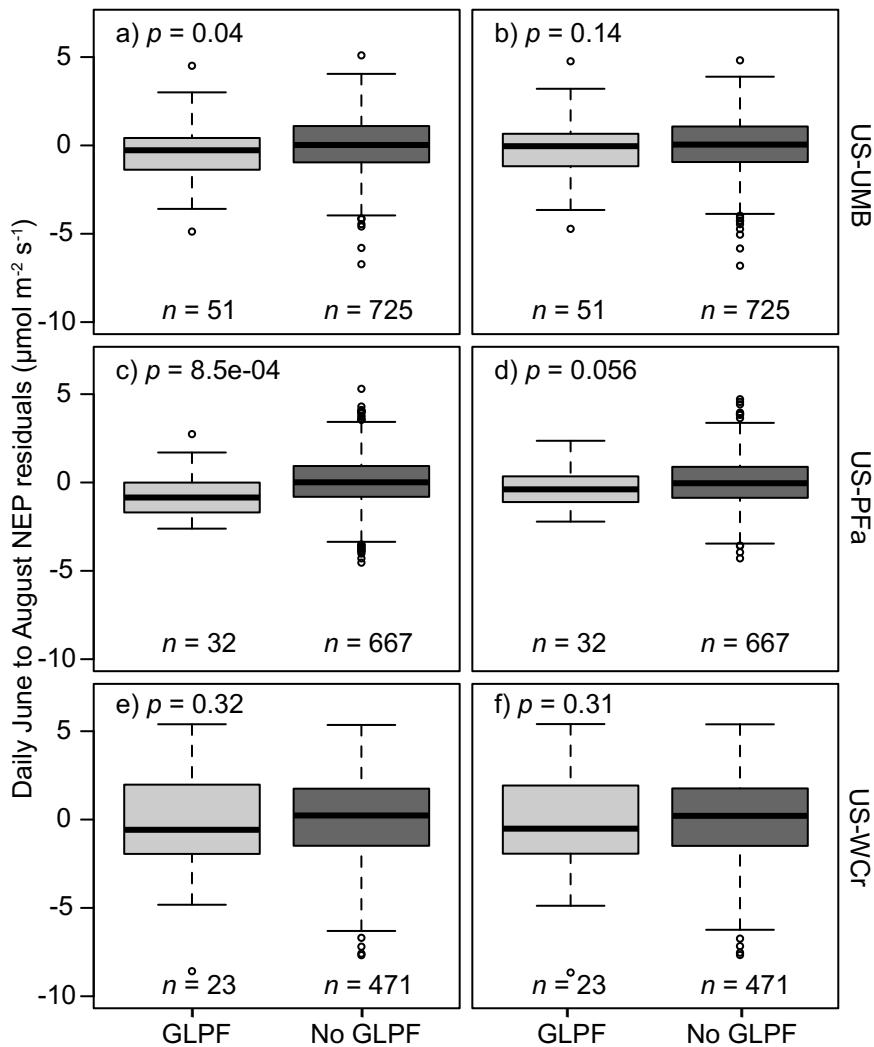 a) p = 0.04
b) p = 0.14
5
0
-5
-10
n = 51
n = 725
n = 51
n = 725
US-UMB
c) p = 8.5e-04
d) p = 0.056
5
0
-5
-10
n = 32
n = 667
n = 32
n = 667
US-PFa
Daily June to August NEP residuals (μmol m⁻² s⁻¹)
e) p = 0.32
f) p = 0.31
5
0
-5
-10
n = 23
n = 471
n = 23
n = 471
US-WCr
GLPF
No GLPF
GLPF
No GLPF